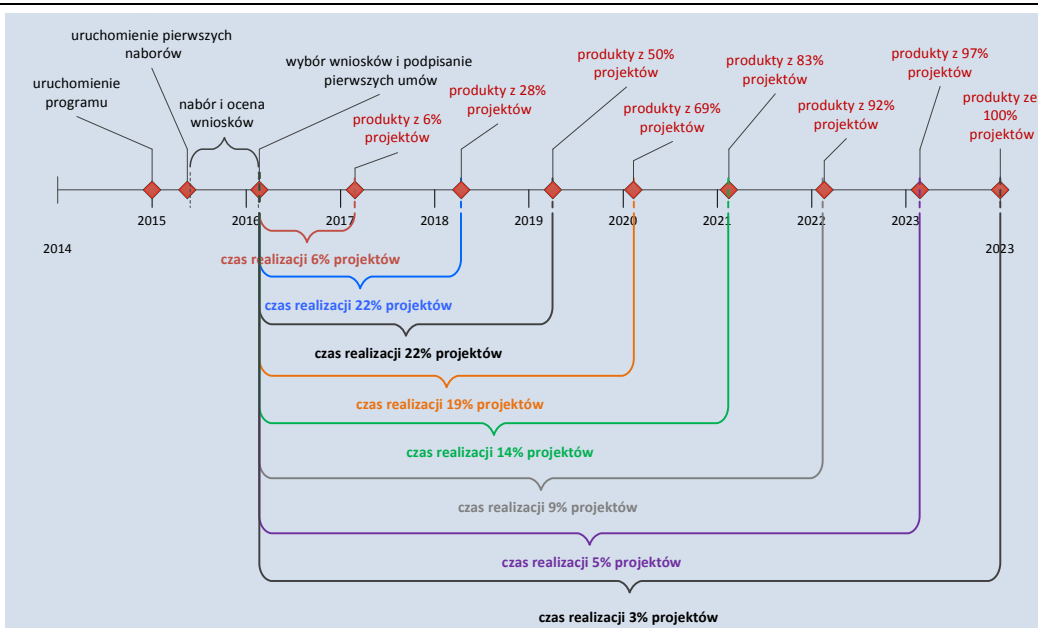 uruchomienie pierwszych
naborów
uruchomienie
programu
nabór i ocena
wniosków
wybór wniosków i podpisanie
pierwszych umów
produkty z 6%
projektów
produkty z 28%
projektów
produkty z 50%
projektów
produkty z 69%
projektów
produkty z 83%
projektów
produkty z 92%
projektów
produkty z 97%
projektów
produkty ze
100%
projektów
2015
2016
2017
2018
2019
2020
2021
2022
2023
2014
2023
czas realizacji 6% projektów
czas realizacji 22% projektów
czas realizacji 22% projektów
czas realizacji 19% projektów
czas realizacji 14% projektów
czas realizacji 9% projektów
czas realizacji 5% projektów
czas realizacji 3% projektów